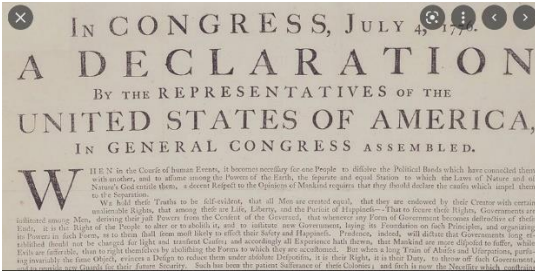 IN CONGRESS, JULY 4, 1776.
A DECLARATION
BY THE REPRESENTATIVES OF THE
UNITED STATES OF AMERICA,
IN GENERAL CONGRESS ASSEMBLED.
WHEN in the Course of human Events, it becomes necessary for one People to dissolve the Political Bands which have connected them
with another, and to assume among the Powers of the Earth, the separate and equal Station to which the Laws of Nature and of
Nature's God entitle them, a decent Respect to the Opinions of Mankind requires that they should declare the causes which impel them
to the Separation.
We hold these Truths to be self-evident, that all Men are created equal, that they are endowed by their Creator with certain
unalienable Rights, that among these are Life, Liberty, and the Pursuit of Happiness--That to secure these Rights, Governments are
instituted among Men, deriving their just Powers from the Consent of the Governed, that whenever any Form of Government becomes destructive of these
Ends, it is the Right of the People to alter or to abolish it, and to institute new Government, laying its Foundation on such Principles, and organizing
its Powers in such Form, as to them shall seem most likely to effect their Safety and Happiness. Prudence, indeed, will dictate that Governments long
established should not be changed for light and transient Causes; and accordingly all Experience hath shewn, that Mankind are more disposed to suffer, while
Evils are sufferable, than to right themselves by abolishing the Forms to which they are accustomed. But when a long Train of Abuses and Usurpations, pursuing
invariably the same Object, evinces a Design to reduce them under absolute Despotism, it is their Right, it is their Duty, to throw off such Government,
and to provide new Guards for their future Security. Such has been the patient Sufferance of these Colonies; and such is now the Necessity which